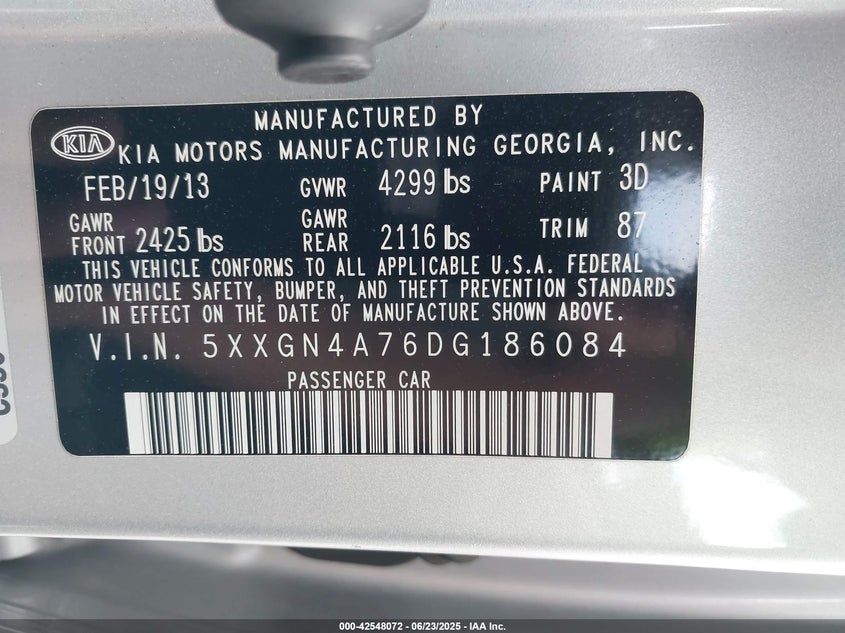 MANUFACTURED BY
KIA KIA MOTORS MANUFACTURING GEORGIA, INC.
FEB/19/13 GVWR 4299 lbs PAINT 3D
GAWR FRONT 2425 lbs GAWR REAR 2116 lbs TRIM 87
THIS VEHICLE CONFORMS TO ALL APPLICABLE U.S.A. FEDERAL
MOTOR VEHICLE SAFETY, BUMPER, AND THEFT PREVENTION STANDARDS
IN EFFECT ON THE DATE OF MANUFACTURE SHOWN ABOVE.
V.I.N. 5XXGN4A76DG186084
PASSENGER CAR
000-42548072 - 06/23/2025 - IAA Inc.